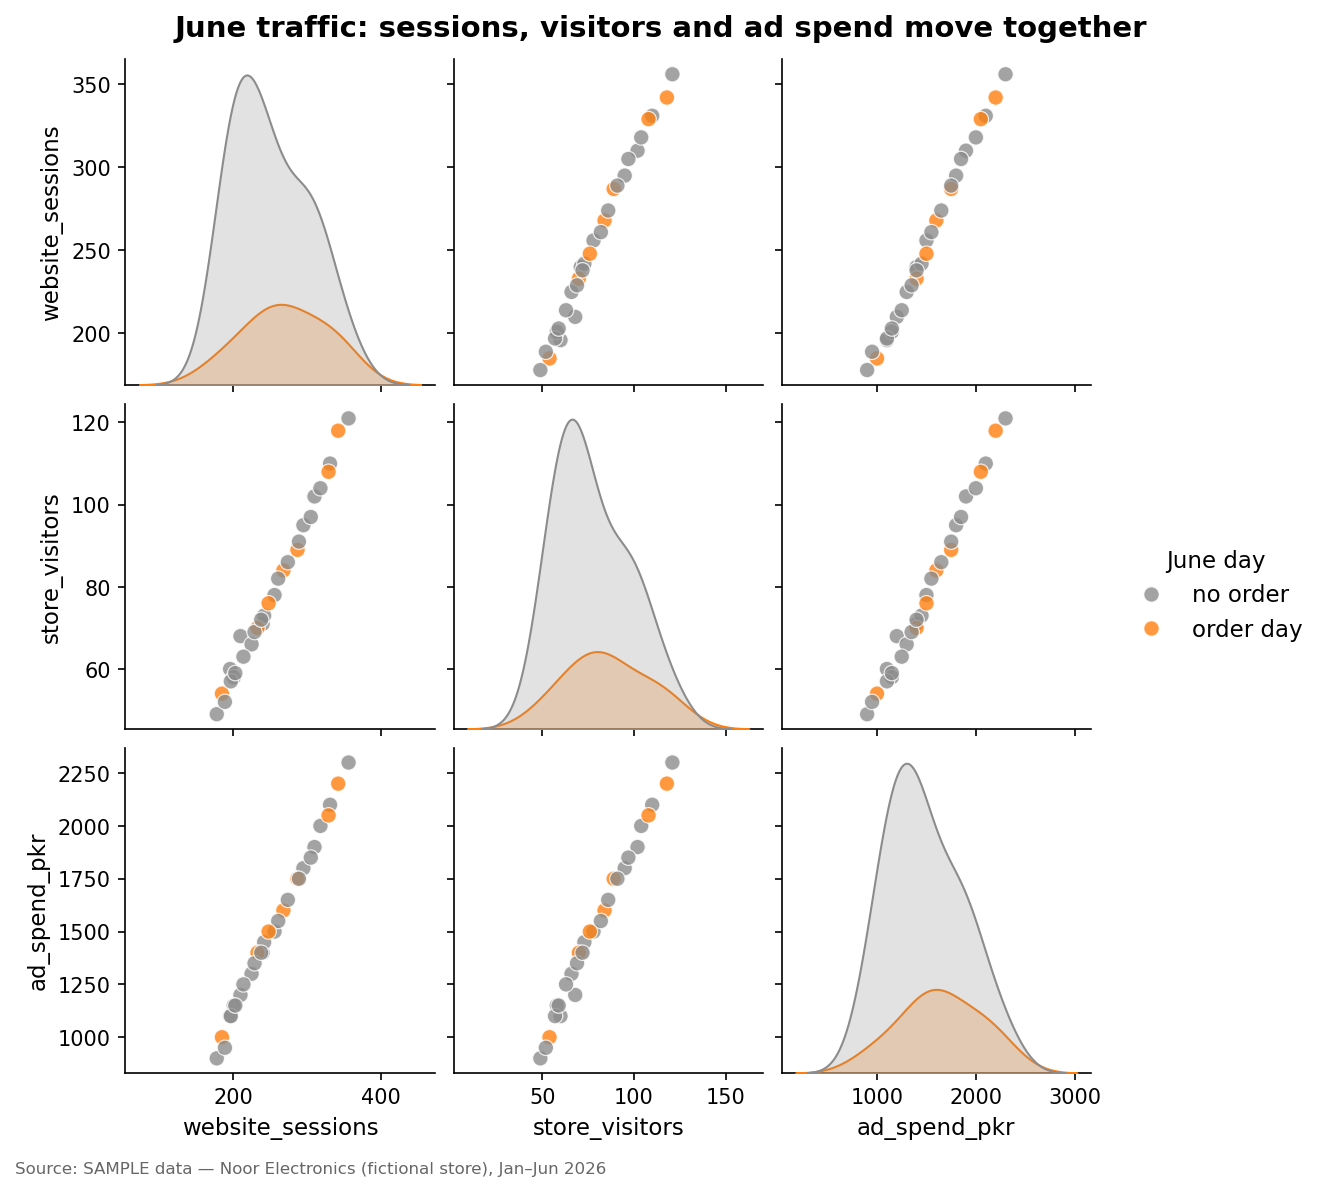 June traffic: sessions, visitors and ad spend move together
350
300
250
200
website_sessions
120
100
80
60
store_visitors
June day
no order
order day
2250
2000
1750
1500
1250
1000
ad_spend_pkr
200 400
50 100 150
1000 2000 3000
website_sessions
store_visitors
ad_spend_pkr
Source: SAMPLE data — Noor Electronics (fictional store), Jan–Jun 2026